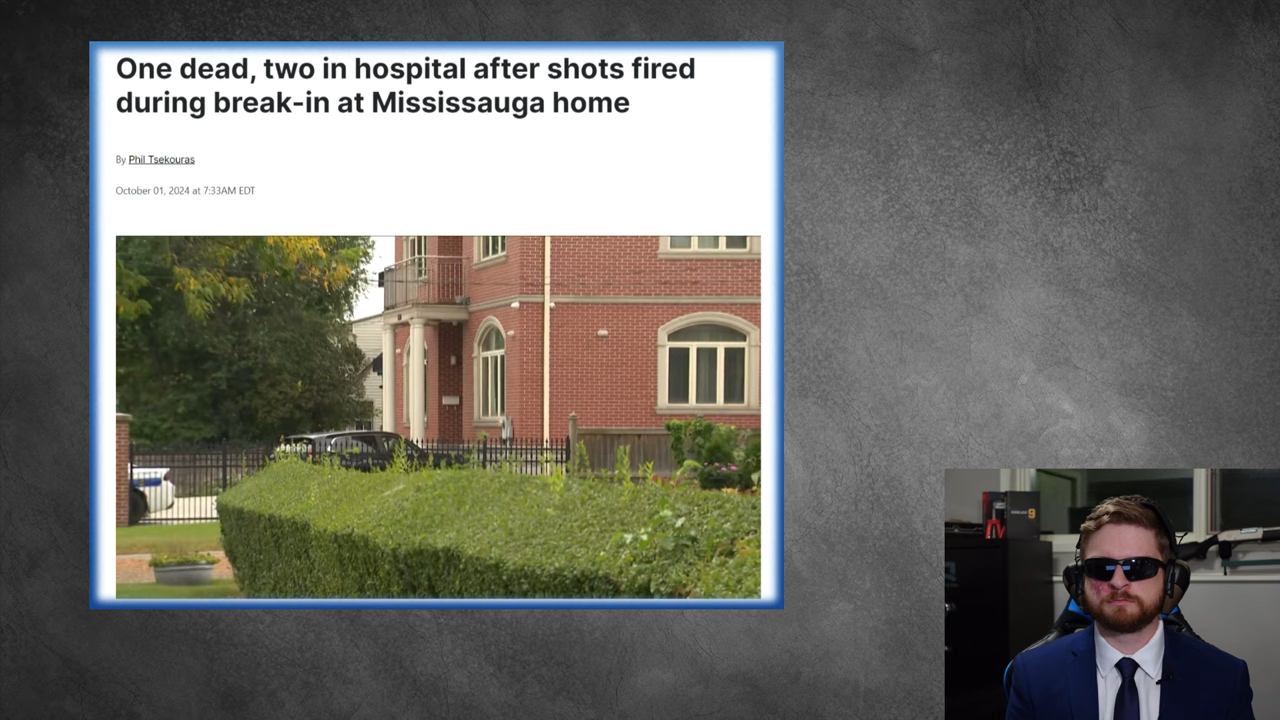 One dead, two in hospital after shots fired
during break-in at Mississauga home
By Phil Tsekouras
October 01, 2024 at 7:33AM EDT